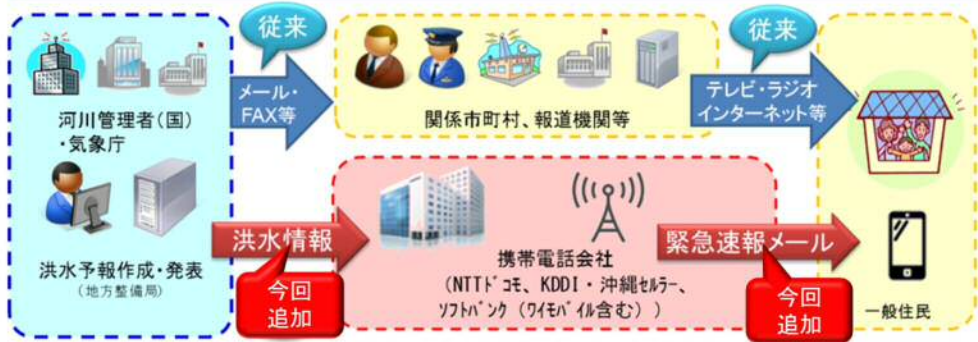 河川管理者(国)
・気象庁
洪水予報作成・発表
(地方整備局)
従来
メール・
FAX等
関係市町村、報道機関等
従来
テレビ・ラジオ
インターネット等
洪水情報
今回
追加
携帯電話会社
(NTTドコモ、KDDI・沖縄セルラー、
ソフトバンク(ワイモバイル含む))
緊急速報メール
今回
追加
一般住民